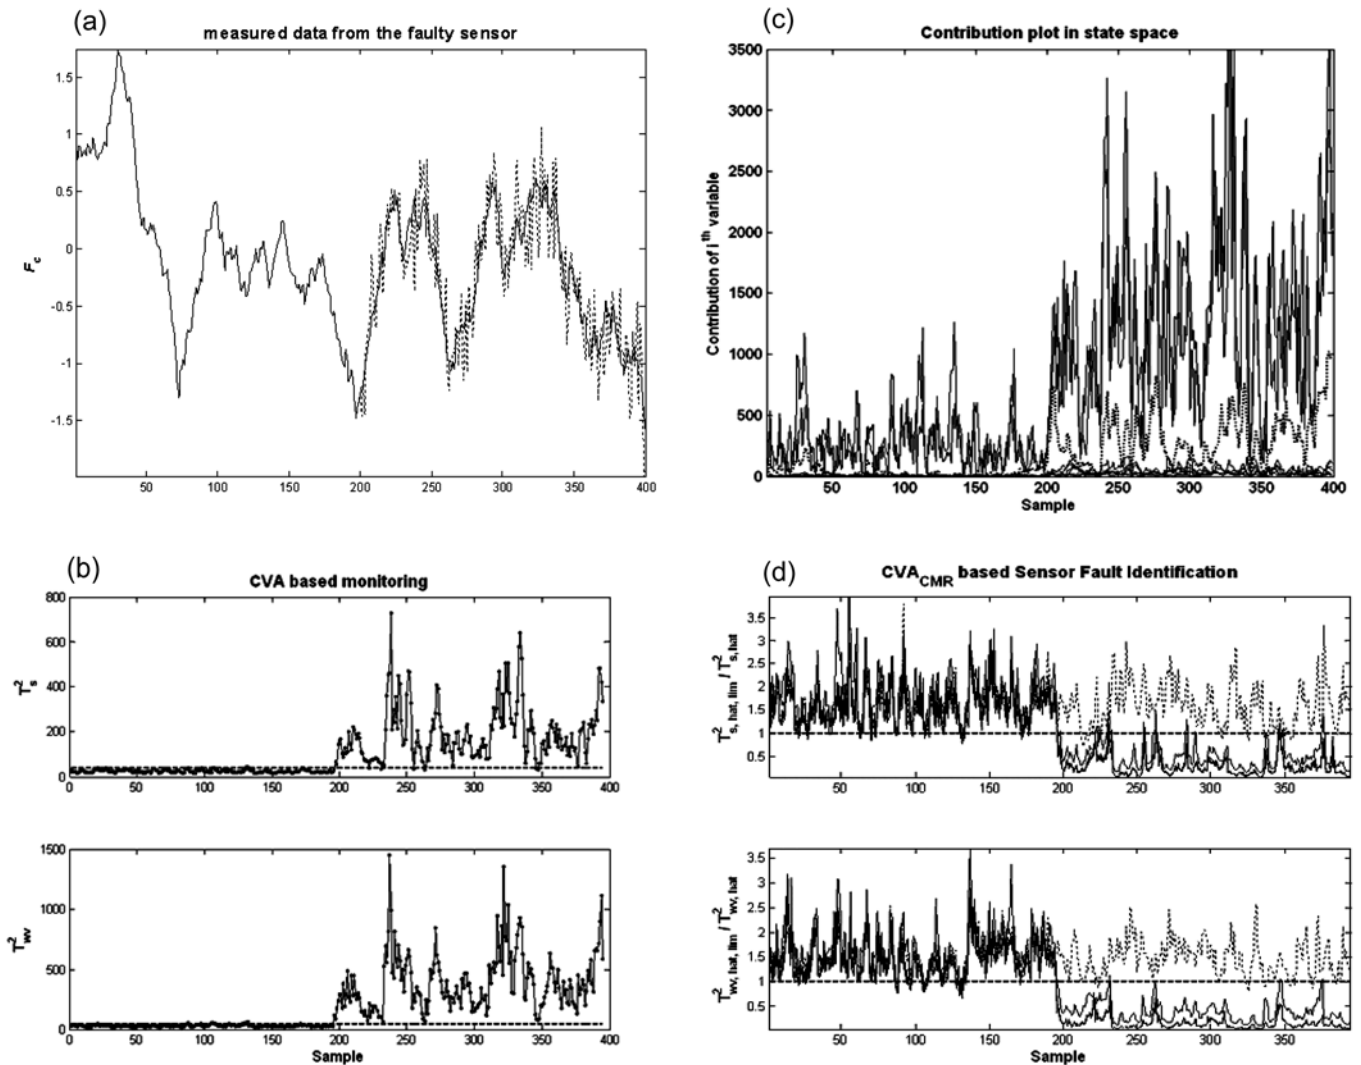 (a)
measured data from the faulty sensor
1.5
1
0.5
0
-0.5
-1
-1.5
F_c
50 100 150 200 250 300 350 400
(c)
Contribution plot in state space
3500
3000
2500
2000
1500
1000
500
0
Contribution of i^th variable
50 100 150 200 250 300 350 400
Sample
(b)
CVA based monitoring
800
600
400
200
0
T²_s
0 50 100 150 200 250 300 350 400
1500
1000
500
0
T²_wv
0 50 100 150 200 250 300 350 400
Sample
(d)
CVA_CMR based Sensor Fault Identification
3.5
3
2.5
2
1.5
1
0.5
T²_s, hat, lim / T²_s, hat
50 100 150 200 250 300 350
3.5
3
2.5
2
1.5
1
0.5
T²_wv, hat, lim / T²_wv, hat
50 100 150 200 250 300 350
Sample